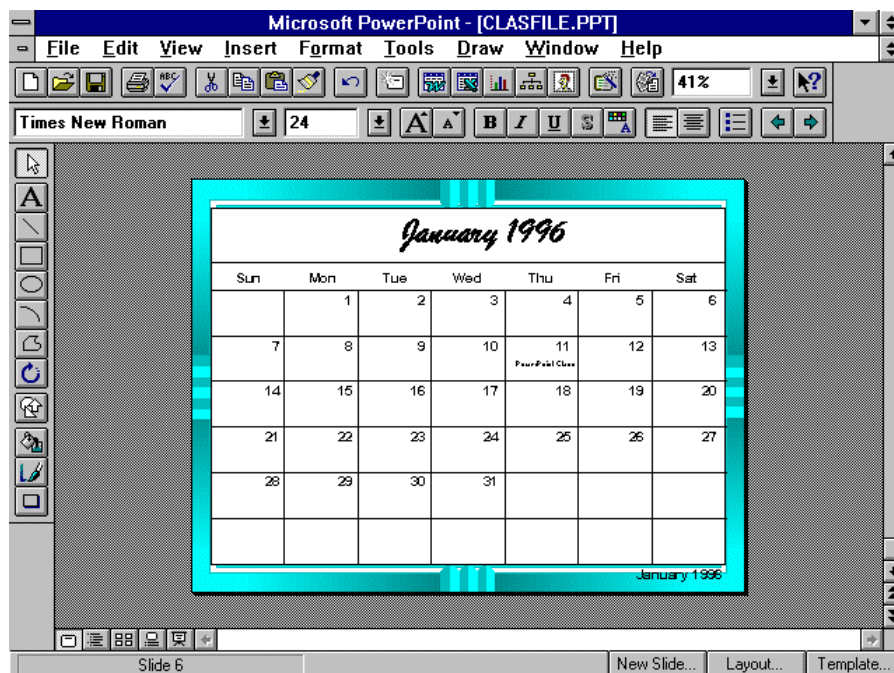 Microsoft PowerPoint - [CLASFILE.PPT]
File Edit View Insert Format Tools Draw Window Help
ABC 41% ?
Times New Roman 24 A A B I U S A
A
January 1996
Sun Mon Tue Wed Thu Fri Sat
1 2 3 4 5 6
7 8 9 10 11 12 13
PowerPoint Class
14 15 16 17 18 19 20
21 22 23 24 25 26 27
28 29 30 31
January 1996
Slide 6 New Slide... Layout... Template...